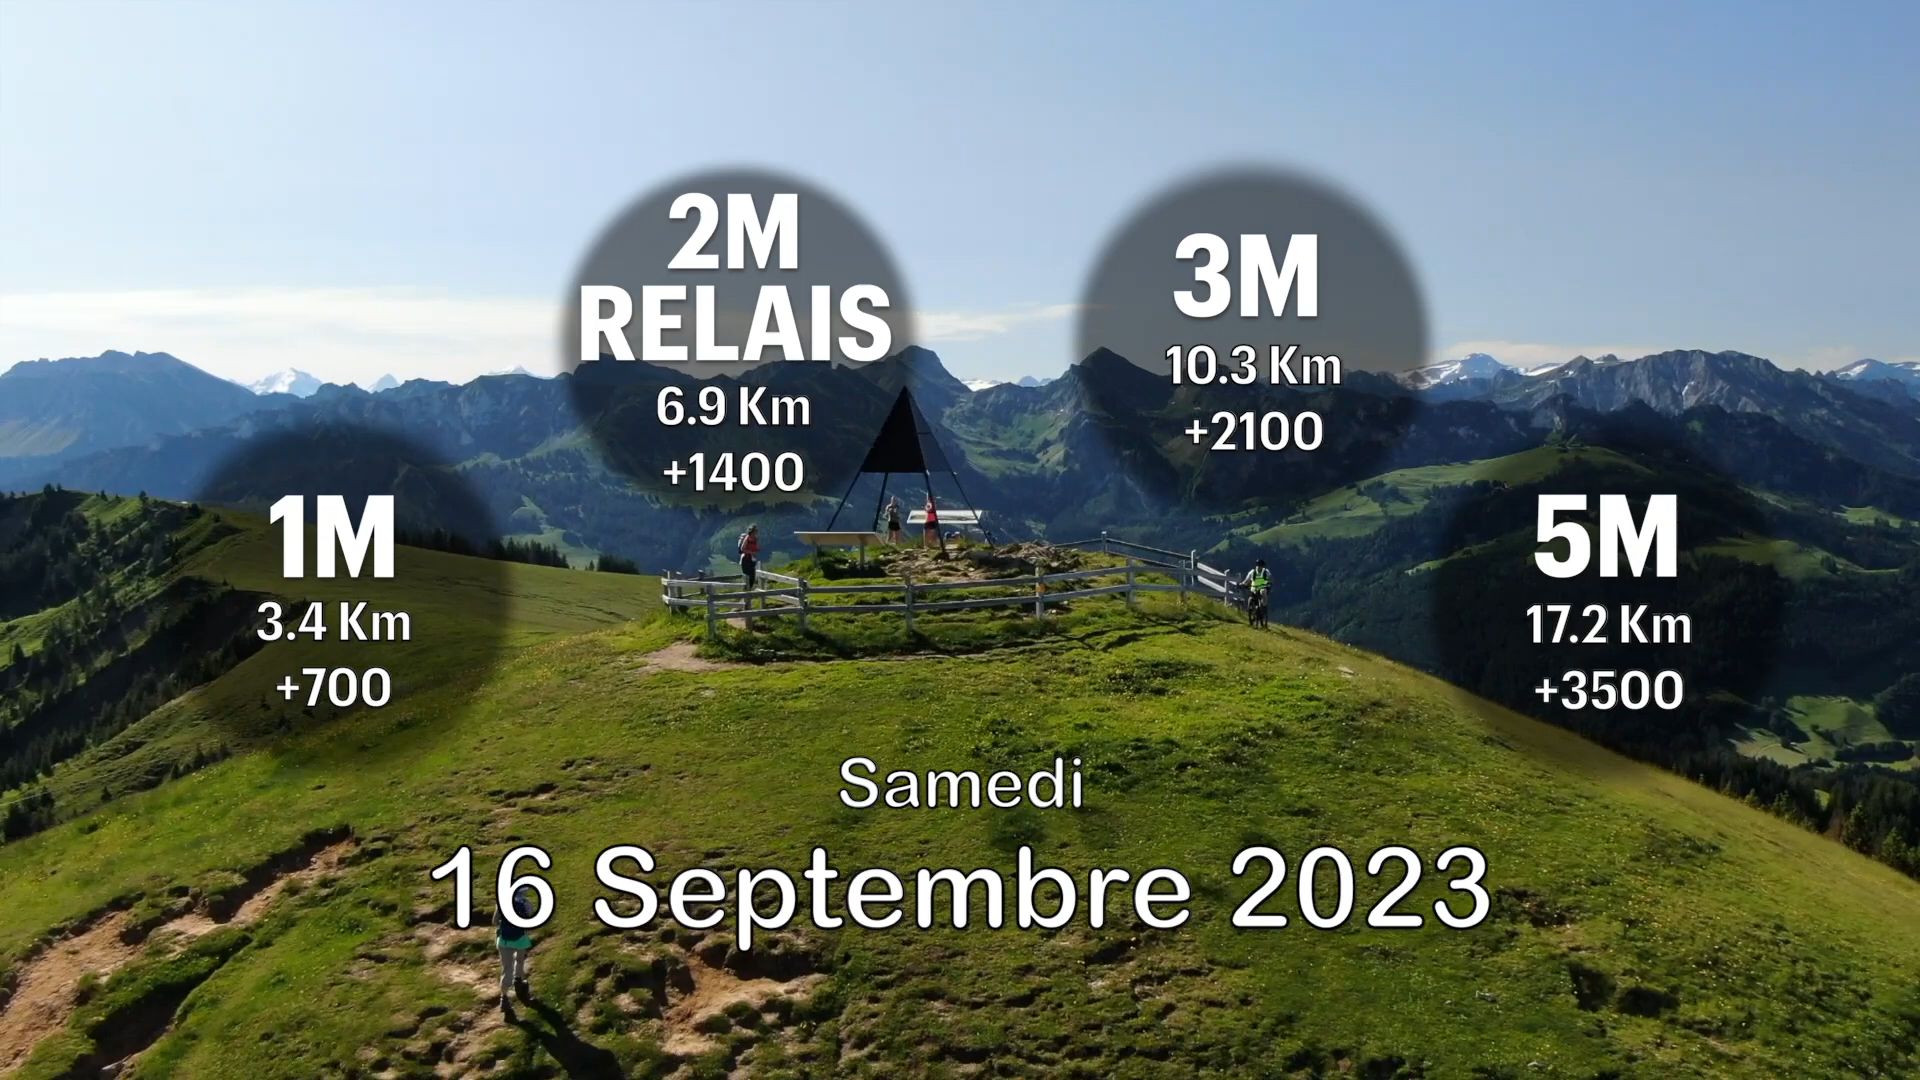 1M
3.4 Km
+700
2M
RELAIS
6.9 Km
+1400
3M
10.3 Km
+2100
5M
17.2 Km
+3500
Samedi
16 Septembre 2023